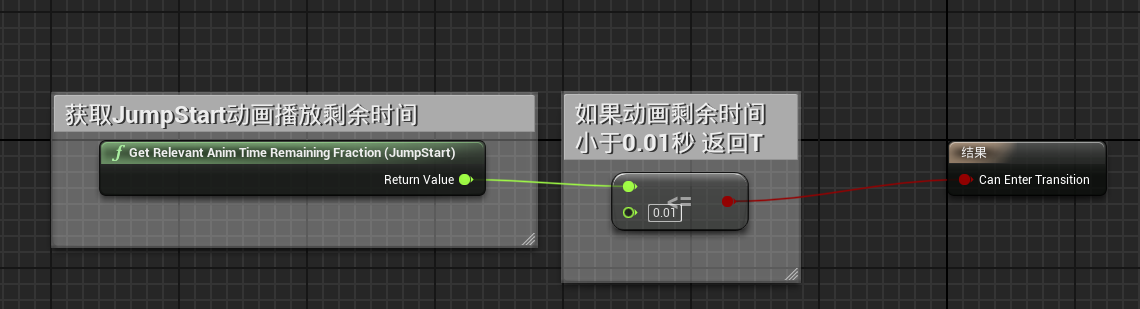 获取JumpStart动画播放剩余时间
Get Relevant Anim Time Remaining Fraction (JumpStart)
Return Value
如果动画剩余时间
小于0.01秒 返回T
<=
0.01
结果
Can Enter Transition